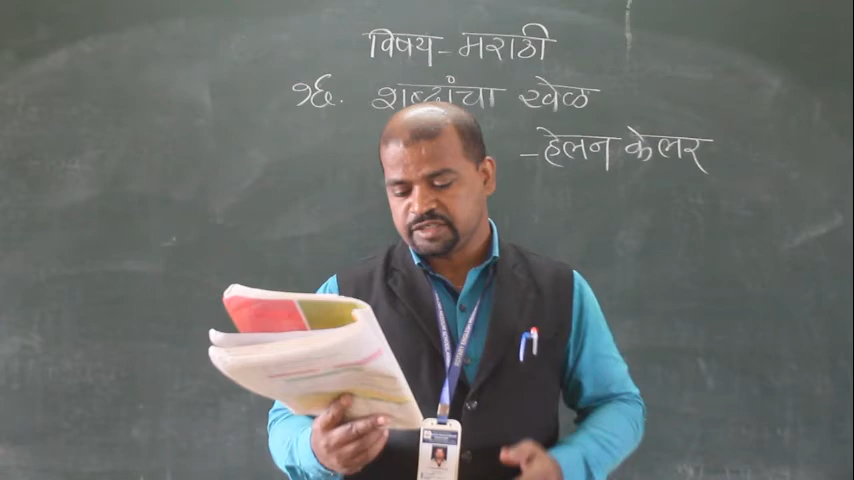 विषय - मराठी
१६. शब्दांचा खेळ
- हेलन केलर